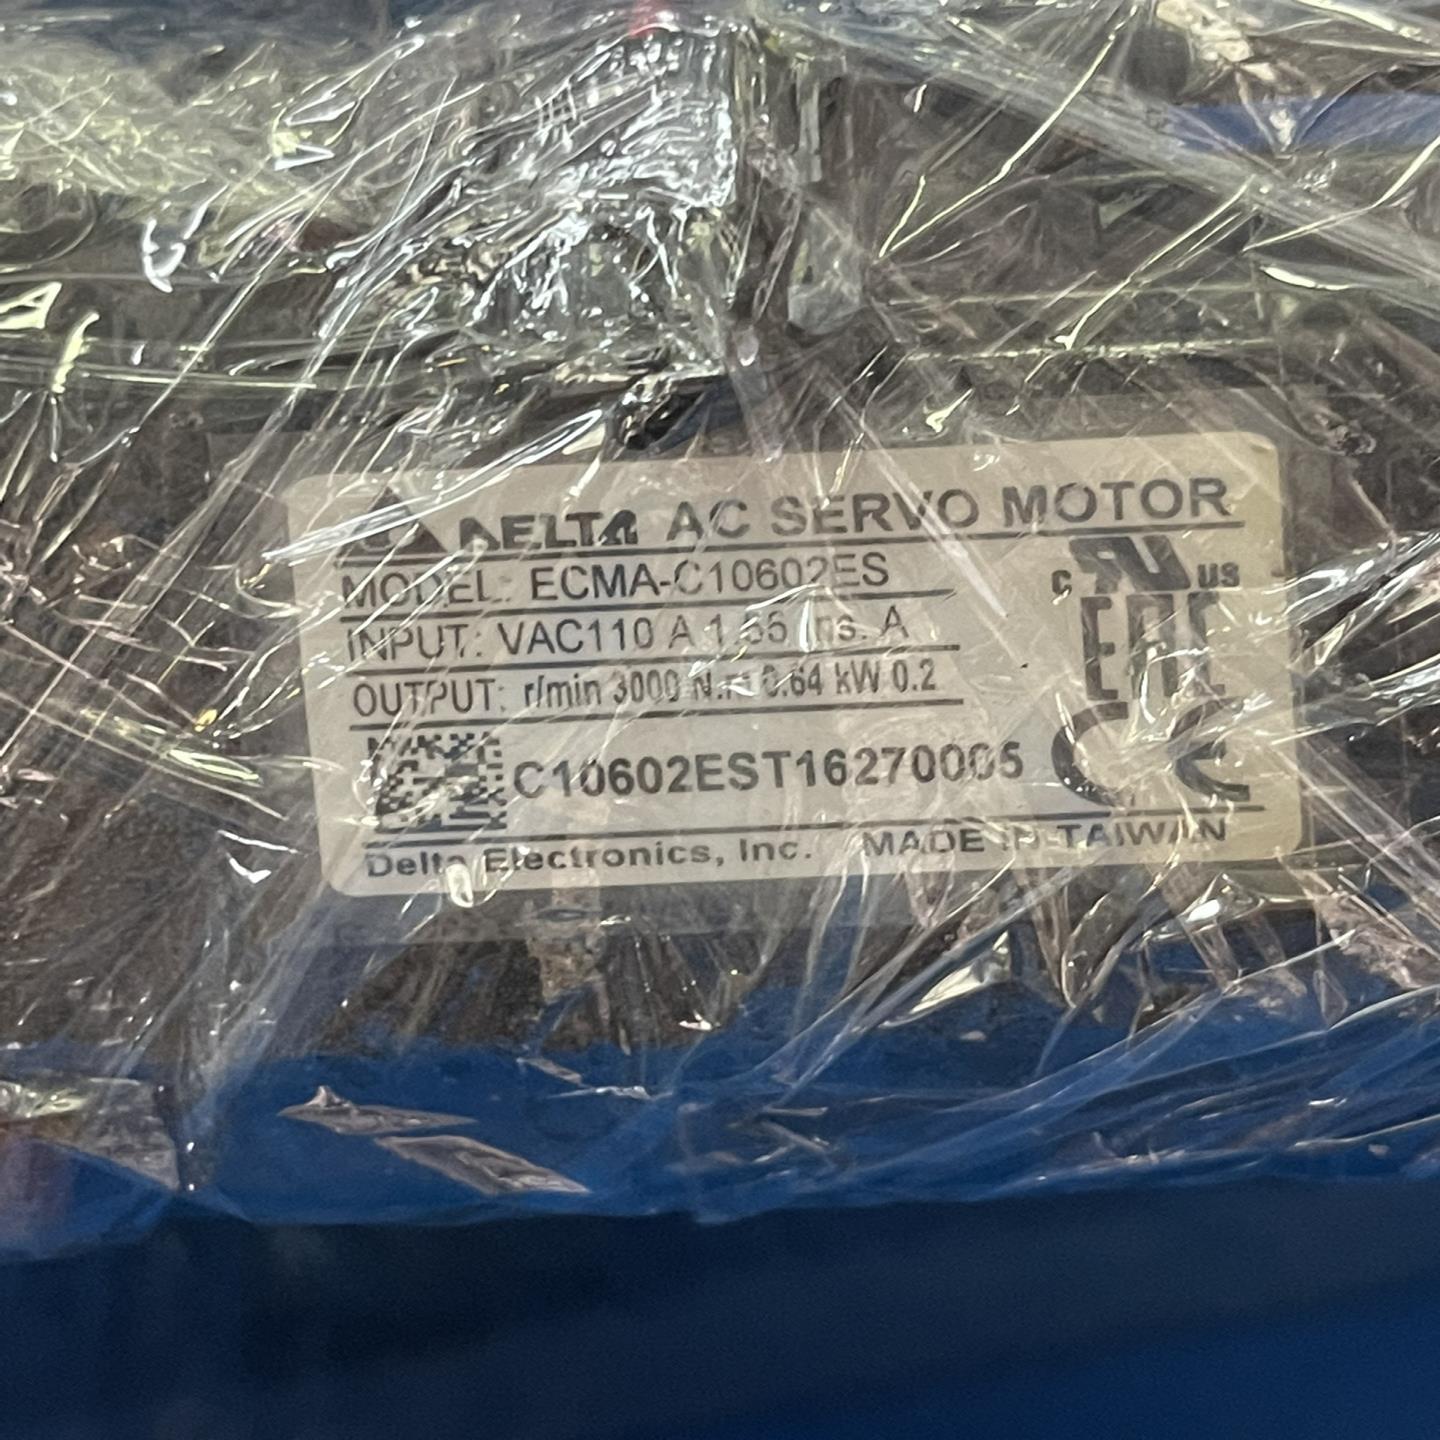 DELTA AC SERVO MOTOR
MODEL: ECMA-C10602ES
INPUT: VAC110 A 1.55 Ins. A
OUTPUT: r/min 3000 N.m 0.64 kW 0.2
C10602EST16270005
Delta Electronics, Inc. MADE IN TAIWAN
C US
EAC
CE